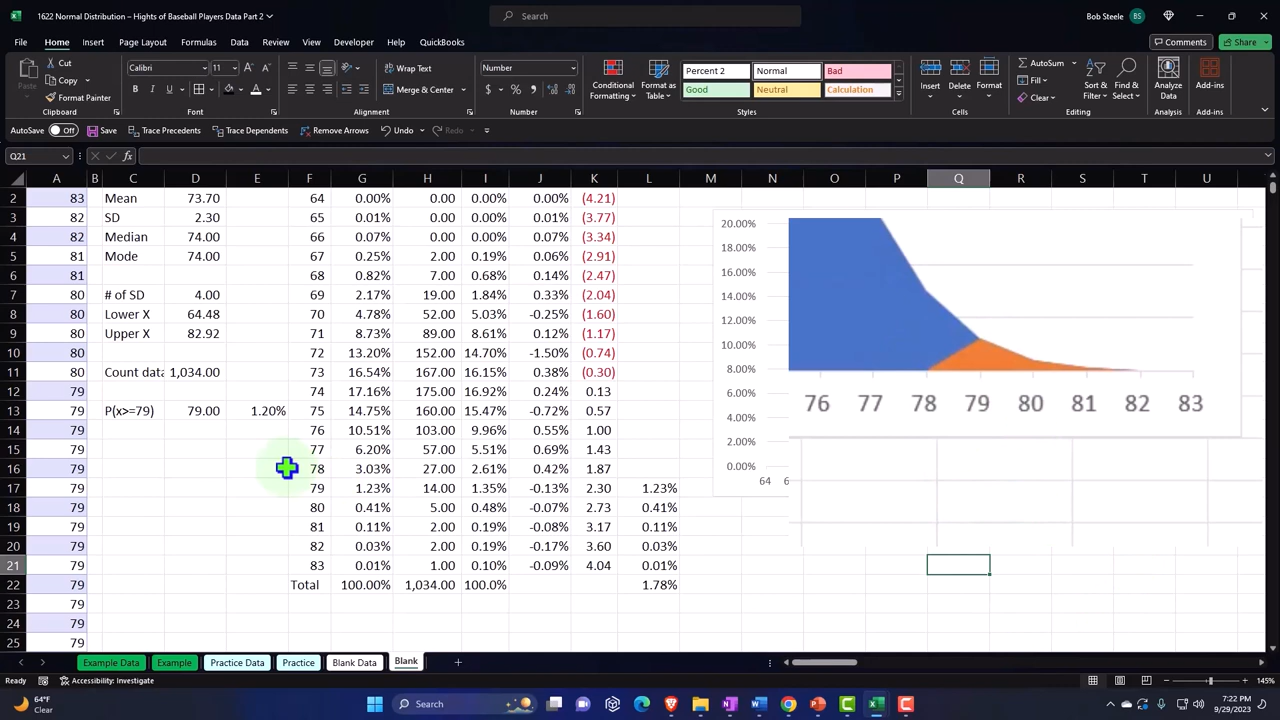 1622 Normal Distribution – Hights of Baseball Players Data Part 2
Search
Bob Steele BS
File Home Insert Page Layout Formulas Data Review View Developer Help QuickBooks Comments Share
Cut
Copy
Format Painter
Paste
Calibri 11
B I U
Wrap Text
Merge & Center
Number
$ % 9
Conditional Formatting
Format as Table
Percent 2 Normal Bad
Good Neutral Calculation
Insert Delete Format
AutoSum
Fill
Clear
Sort & Filter
Find & Select
Analyze Data
Add-ins
Clipboard Font Alignment Number Styles Cells Editing Analysis Add-ins
AutoSave Off Save Trace Precedents Trace Dependents Remove Arrows Undo Redo
Q21 fx
A B C D E F G H I J K L M N O P Q R S T U
2 83 Mean 73.70 64 0.00% 0.00 0.00% 0.00% (4.21)
3 82 SD 2.30 65 0.01% 0.00 0.00% 0.01% (3.77)
4 82 Median 74.00 66 0.07% 0.00 0.00% 0.07% (3.34)
5 81 Mode 74.00 67 0.25% 2.00 0.19% 0.06% (2.91)
6 81 68 0.82% 7.00 0.68% 0.14% (2.47)
7 80 # of SD 4.00 69 2.17% 19.00 1.84% 0.33% (2.04)
8 80 Lower X 64.48 70 4.78% 52.00 5.03% -0.25% (1.60)
9 80 Upper X 82.92 71 8.73% 89.00 8.61% 0.12% (1.17)
10 80 72 13.20% 152.00 14.70% -1.50% (0.74)
11 80 Count data 1,034.00 73 16.54% 167.00 16.15% 0.38% (0.30)
12 79 74 17.16% 175.00 16.92% 0.24% 0.13
13 79 P(x>=79) 79.00 1.20% 75 14.75% 160.00 15.47% -0.72% 0.57
14 79 76 10.51% 103.00 9.96% 0.55% 1.00
15 79 77 6.20% 57.00 5.51% 0.69% 1.43
16 79 78 3.03% 27.00 2.61% 0.42% 1.87
17 79 79 1.23% 14.00 1.35% -0.13% 2.30 1.23%
18 79 80 0.41% 5.00 0.48% -0.07% 2.73 0.41%
19 79 81 0.11% 2.00 0.19% -0.08% 3.17 0.11%
20 79 82 0.03% 2.00 0.19% -0.17% 3.60 0.03%
21 79 83 0.01% 1.00 0.10% -0.09% 4.04 0.01%
22 79 Total 100.00% 1,034.00 100.0% 1.78%
23 79
24 79
25 79
20.00%
18.00%
16.00%
14.00%
12.00%
10.00%
8.00%
6.00%
4.00%
2.00%
0.00%
64 6
76 77 78 79 80 81 82 83
Example Data Example Practice Data Practice Blank Data Blank
Ready Accessibility: Investigate 145%
64°F
Clear
Search
7:22 PM
9/29/2023